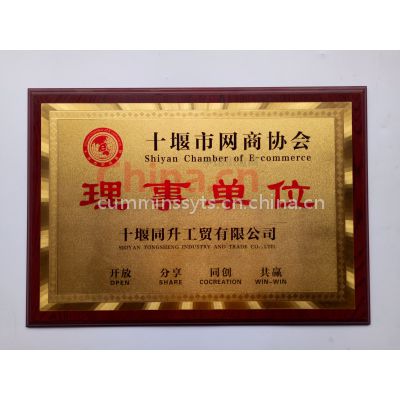 十堰市网商协会
Shiyan Chamber of E-commerce
China.cn
理事单位
cumminssyts.cn.china.cn
十堰同升工贸有限公司
SHIYAN TONGSHENG INDUSTRY AND TRADE CO.,LTD.
开放 分享 同创 共赢
OPEN SHARE COCREATION WIN-WIN